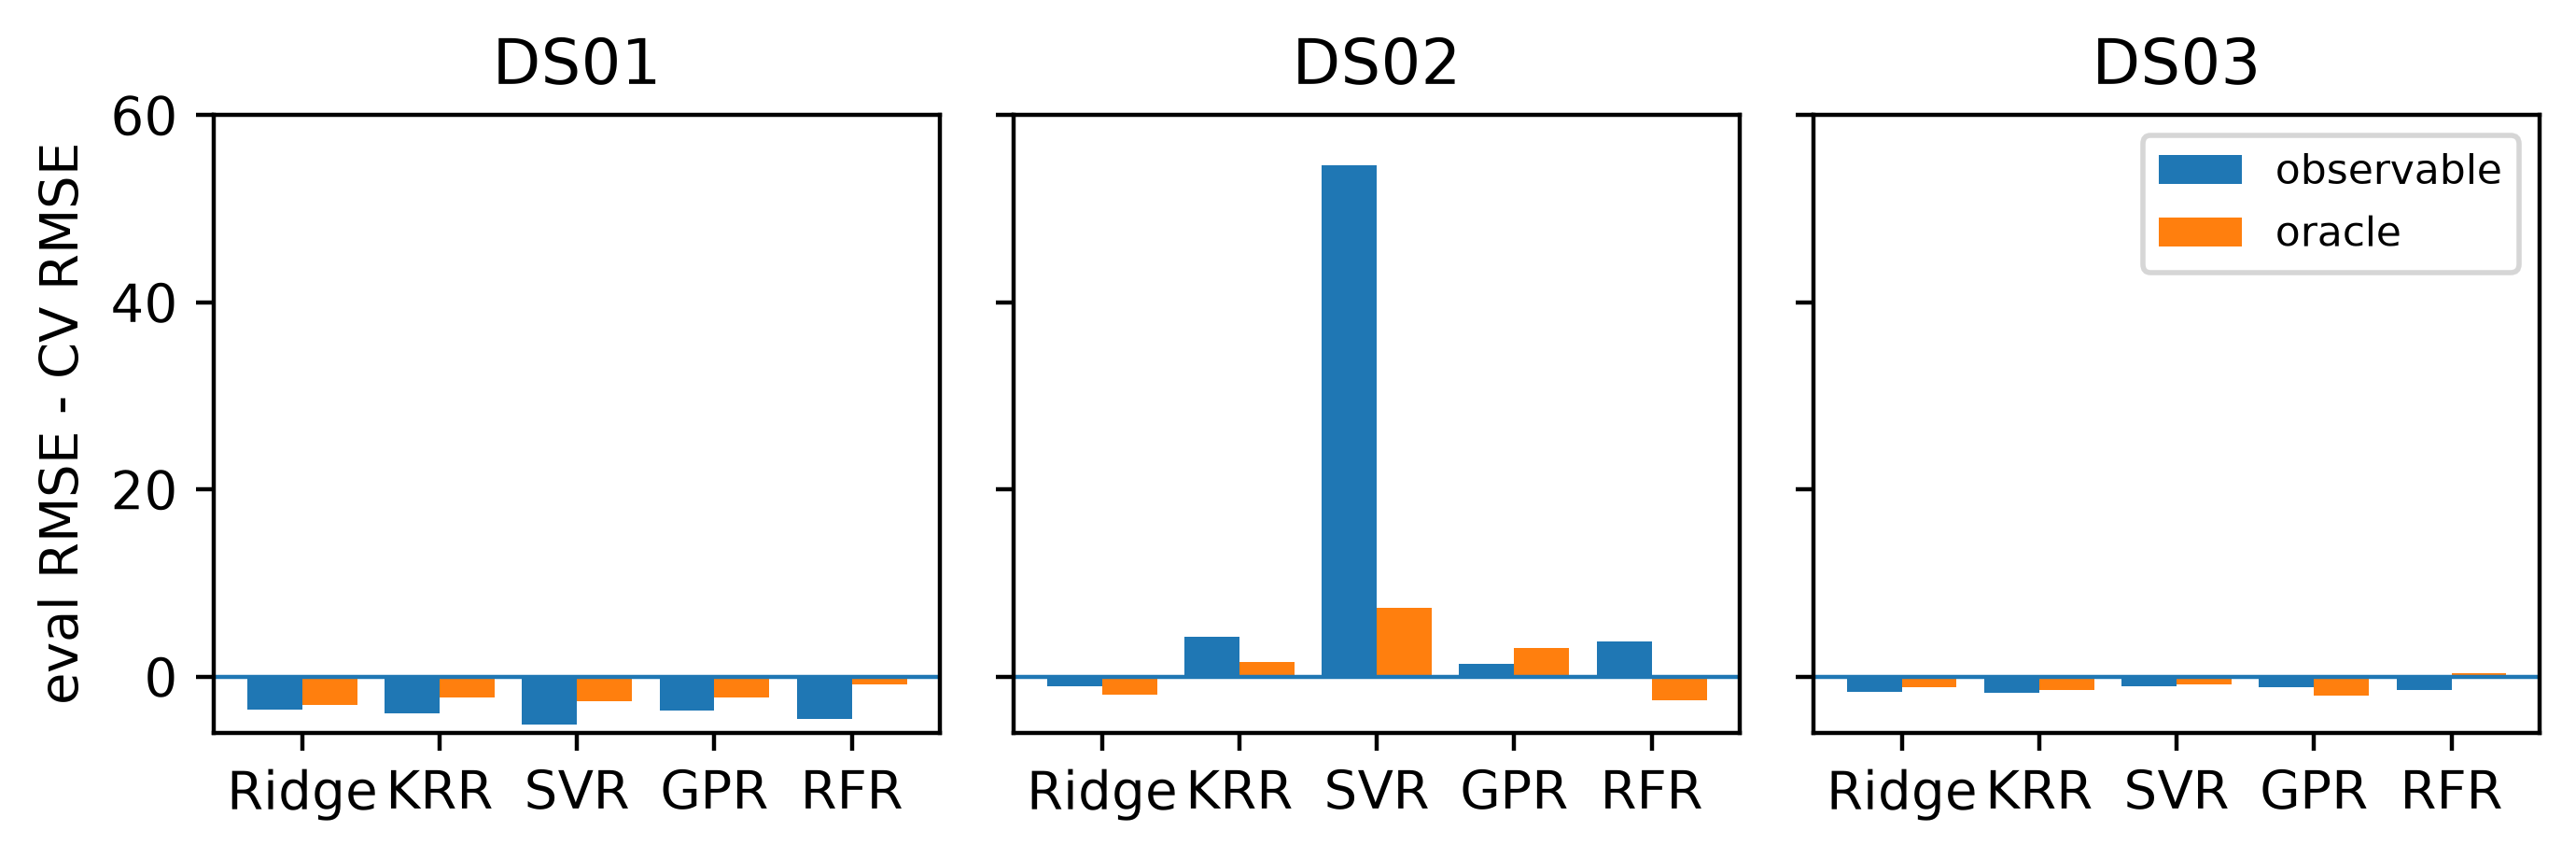 DS01
DS02
DS03
eval RMSE - CV RMSE
60
40
20
0
observable
oracle
Ridge KRR SVR GPR RFR
Ridge KRR SVR GPR RFR
Ridge KRR SVR GPR RFR